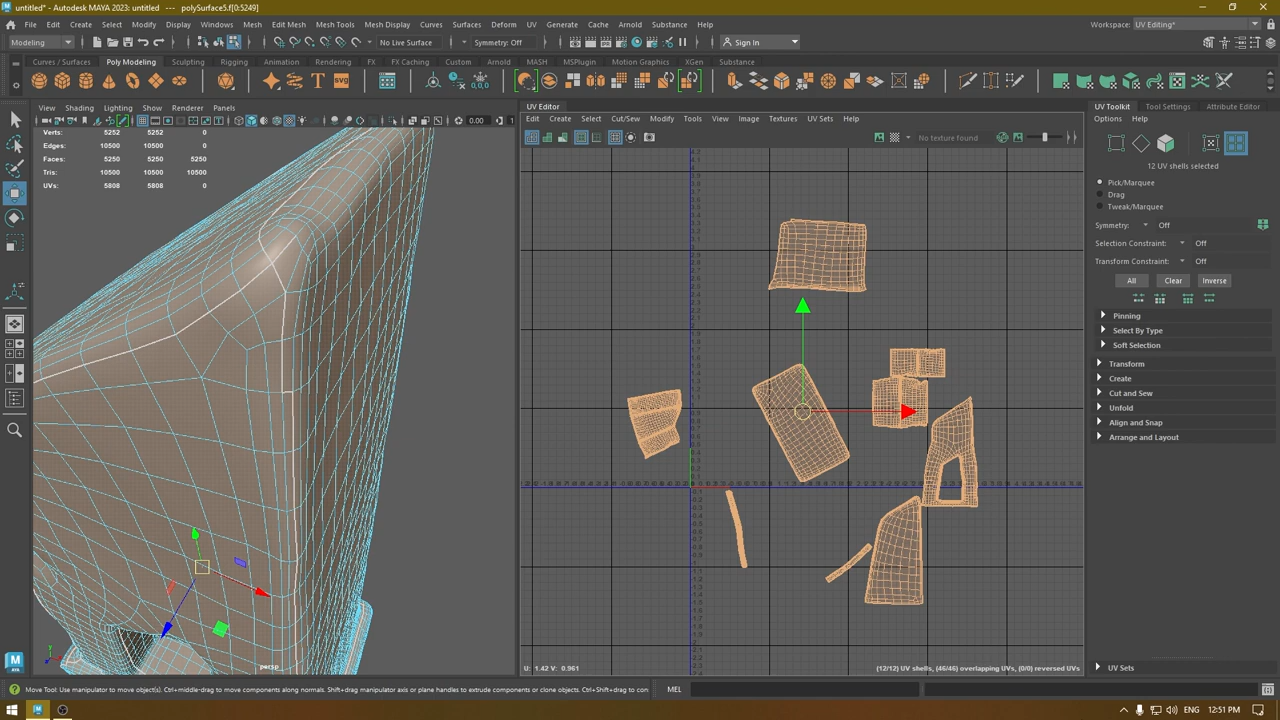 untitled* - Autodesk MAYA 2023: untitled --- polySurface5.f[0:5249]
File Edit Create Select Modify Display Windows Mesh Edit Mesh Mesh Tools Mesh Display Curves Surfaces Deform UV Generate Cache Arnold Help
Workspace: UV Editing*
Modeling
No Live Surface
Symmetry: Off
Sign In
Curves / Surfaces Poly Modeling Sculpting Rigging Animation Rendering FX FX Caching Custom Arnold Bifrost MASH MSPlugin Motion Graphics XGen Substance
View Shading Lighting Show Renderer Panels
0.00
Verts: 5252 5252 0
Edges: 10500 10500 0
Faces: 5250 5250 5250
Tris: 10500 10500 10500
UVs: 5808 5808 0
persp
UV Editor
Edit Create Select Cut/Sew Modify Tools View Image Textures UV Sets Help
No texture found
U: 1.42 V: 0.961
(12/12) UV shells, (46/46) overlapping UVs, (0/0) reversed UVs
UV Toolkit Tool Settings Attribute Editor
Options Help
12 UV shells selected
Pick/Marquee
Drag
Tweak/Marquee
Symmetry: Off
Selection Constraint: Off
Transform Constraint: Off
All Clear Inverse
Pinning
Select By Type
Soft Selection
Transform
Create
Cut and Sew
Unfold
Align and Snap
Arrange and Layout
UV Sets
Move Tool: Use manipulator to move object(s). Ctrl+middle-drag to move components along normals. Shift+drag manipulator axis or plane handles to extrude components or clone objects. Ctrl+Shift+drag to con
MEL
ENG 12:51 PM